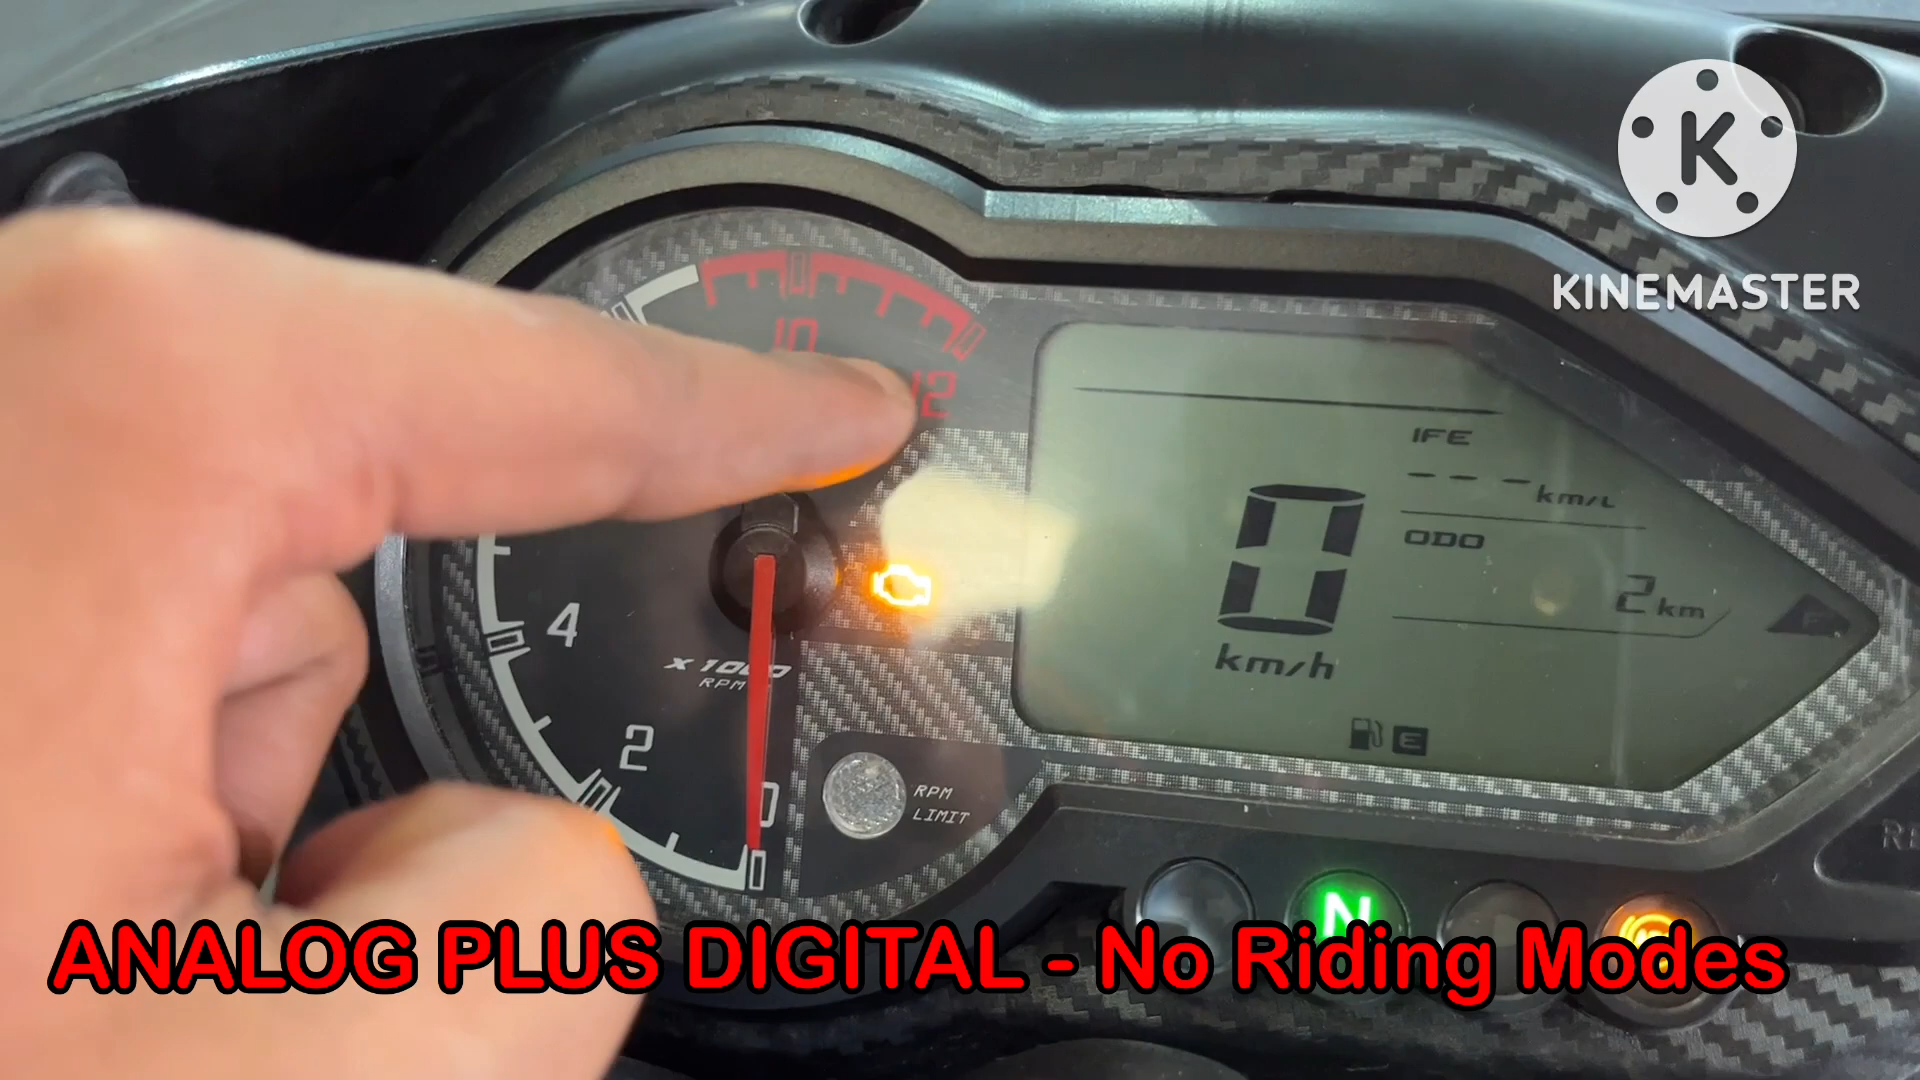 K
KINEMASTER
10
12
IFE
--- km/L
ODO
2 km
0
km/h
E
4
x 1000
RPM
2
0
RPM
LIMIT
N
ANALOG PLUS DIGITAL - No Riding Modes